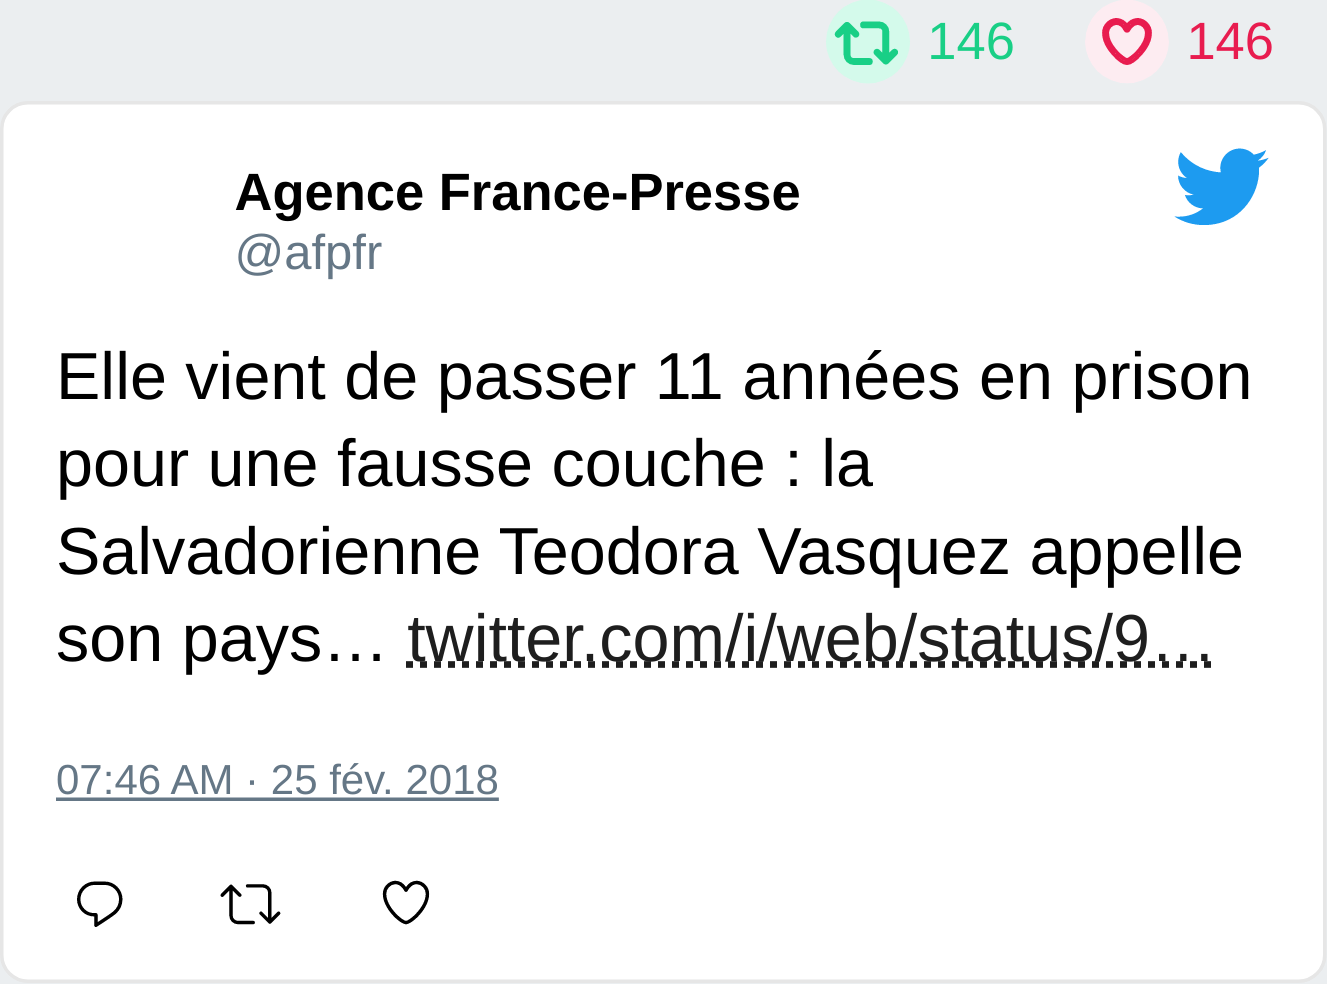 146 146
Agence France-Presse
@afpfr
Elle vient de passer 11 années en prison
pour une fausse couche : la
Salvadorienne Teodora Vasquez appelle
son pays… twitter.com/i/web/status/9…
07:46 AM · 25 fév. 2018